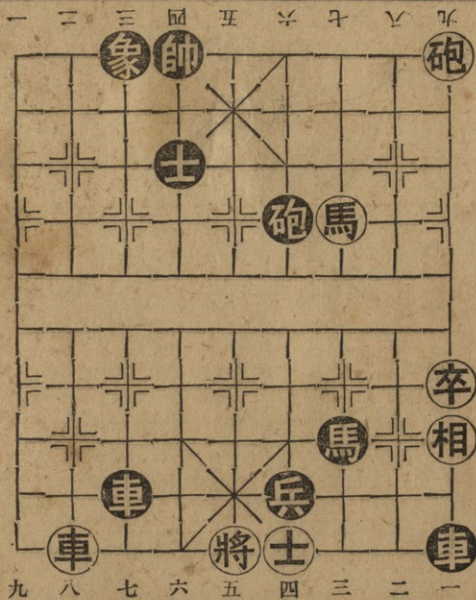 一 二 三 四 五 六 七 八 九
象 帥 砲
士
砲 馬
卒
馬 相
車 兵
車 將 士 車
九 八 七 六 五 四 三 二 一